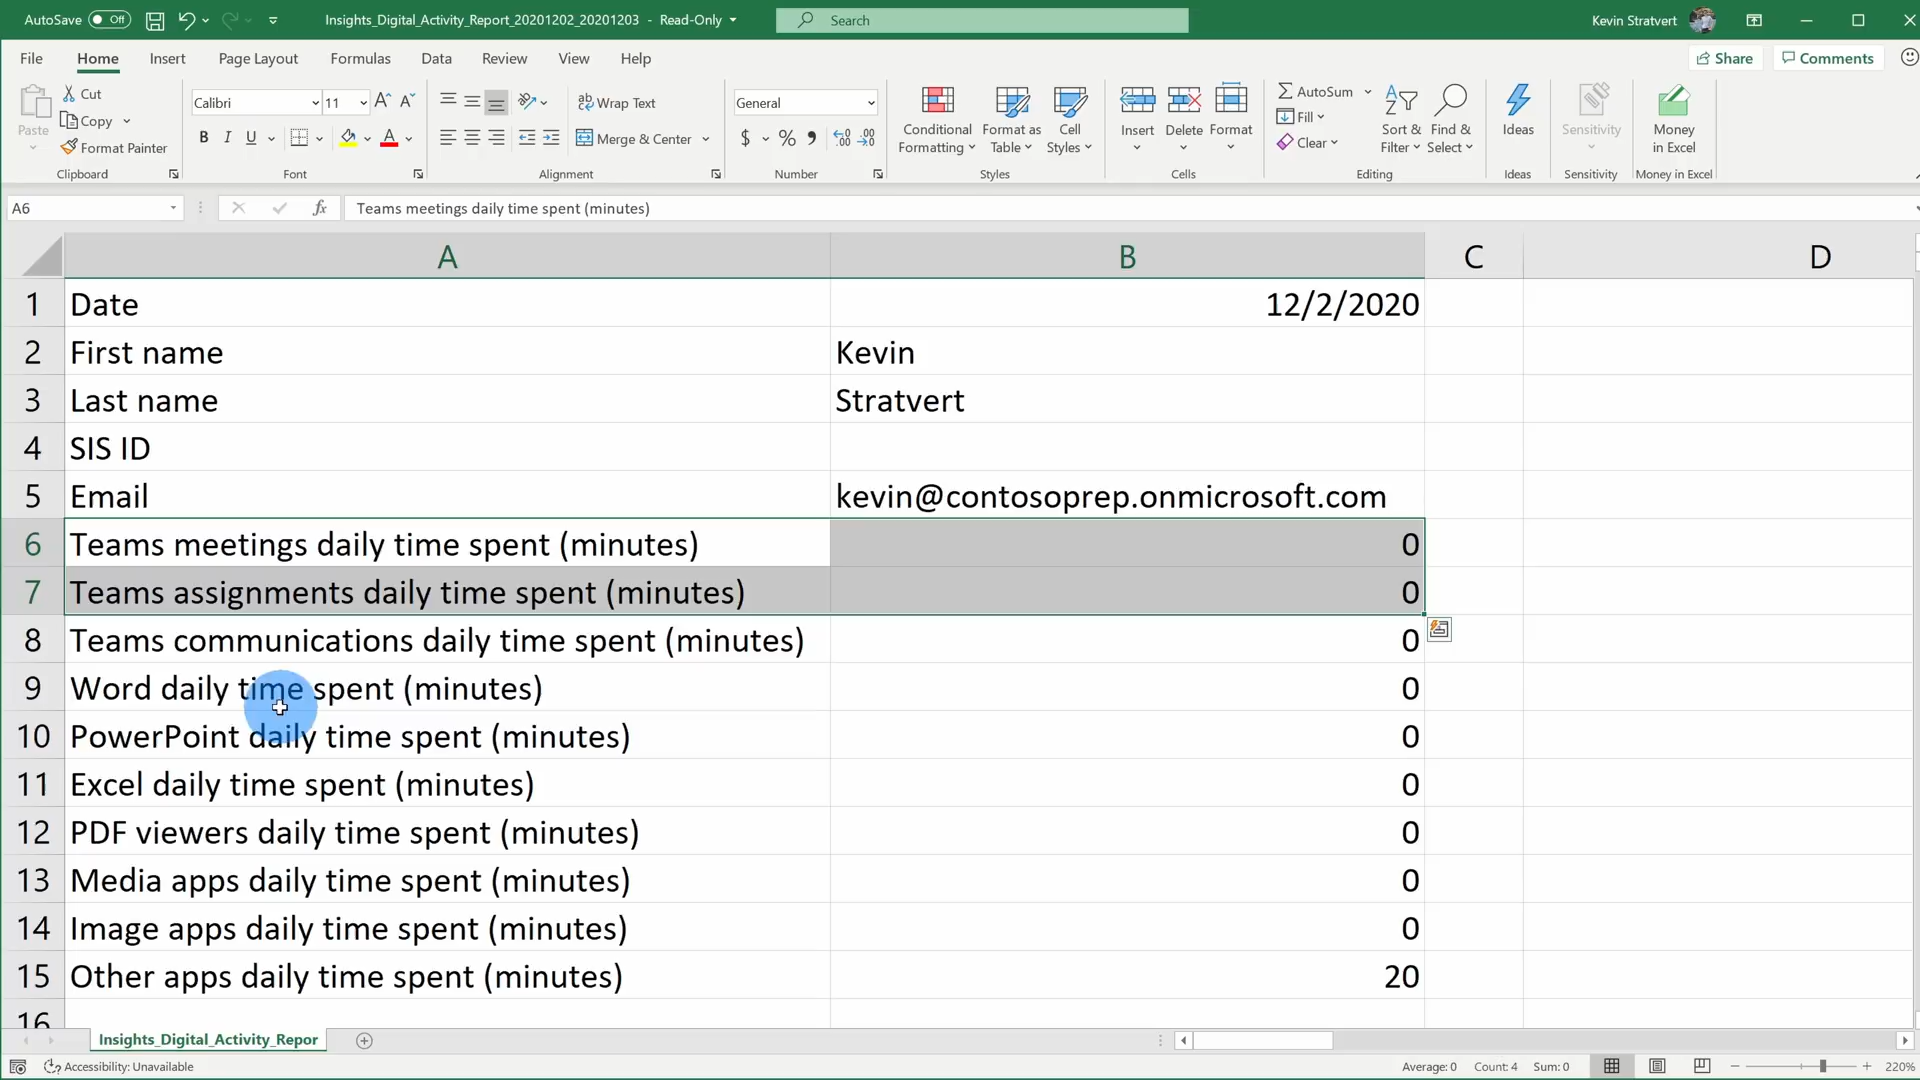 AutoSave Off Insights_Digital_Activity_Report_20201202_20201203 - Read-Only Search Kevin Stratvert
File Home Insert Page Layout Formulas Data Review View Help Share Comments
Paste
Cut
Copy
Format Painter
Clipboard
Calibri 11
B I U A
Font
Wrap Text
Merge & Center
Alignment
General
$ % , .00 .00
Number
Conditional Formatting
Format as Table
Cell Styles
Styles
Insert
Delete
Format
Cells
AutoSum
Fill
Clear
Sort & Filter
Find & Select
Editing
Ideas
Ideas
Sensitivity
Sensitivity
Money in Excel
Money in Excel
A6 fx Teams meetings daily time spent (minutes)
A B C D
1 Date 12/2/2020
2 First name Kevin
3 Last name Stratvert
4 SIS ID
5 Email kevin@contosoprep.onmicrosoft.com
6 Teams meetings daily time spent (minutes) 0
7 Teams assignments daily time spent (minutes) 0
8 Teams communications daily time spent (minutes) 0
9 Word daily time spent (minutes) 0
10 PowerPoint daily time spent (minutes) 0
11 Excel daily time spent (minutes) 0
12 PDF viewers daily time spent (minutes) 0
13 Media apps daily time spent (minutes) 0
14 Image apps daily time spent (minutes) 0
15 Other apps daily time spent (minutes) 20
16
Insights_Digital_Activity_Repor
Accessibility: Unavailable Average: 0 Count: 4 Sum: 0 220%